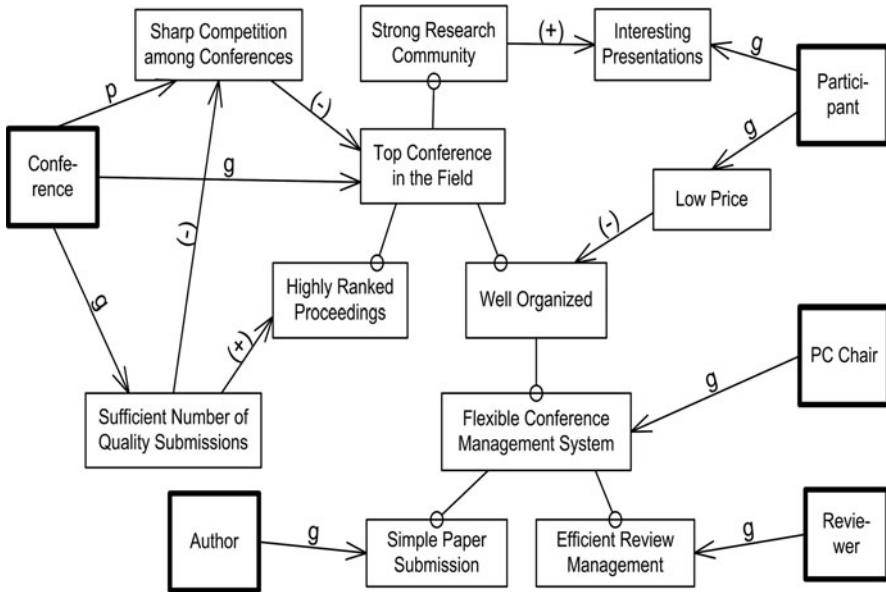 Sharp Competition
among Conferences
Strong Research
Community
(+)
Interesting
Presentations
g
Partici-
pant
p
(-)
g
Confe-
rence
g
Top Conference
in the Field
Low Price
(-)
(-)
g
Highly Ranked
Proceedings
Well Organized
(+)
PC Chair
g
Sufficient Number of
Quality Submissions
Flexible Conference
Management System
Author
g
Simple Paper
Submission
Efficient Review
Management
g
Revie-
wer